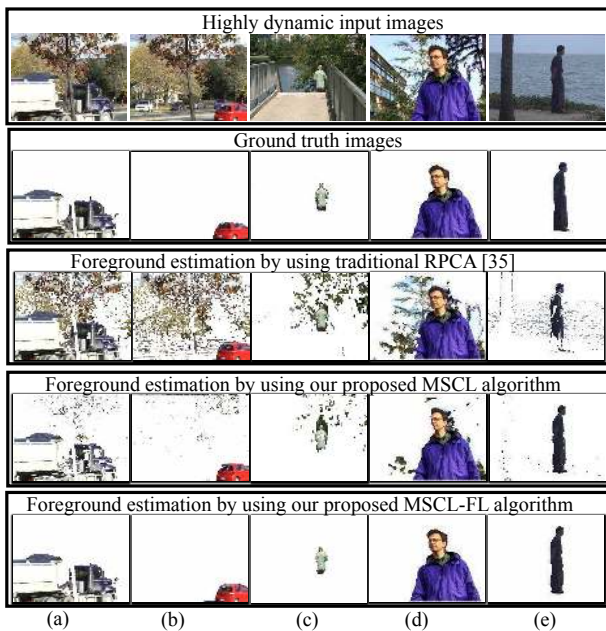 Highly dynamic input images
Ground truth images
Foreground estimation by using traditional RPCA [35]
Foreground estimation by using our proposed MSCL algorithm
Foreground estimation by using our proposed MSCL-FL algorithm
(a) (b) (c) (d) (e)